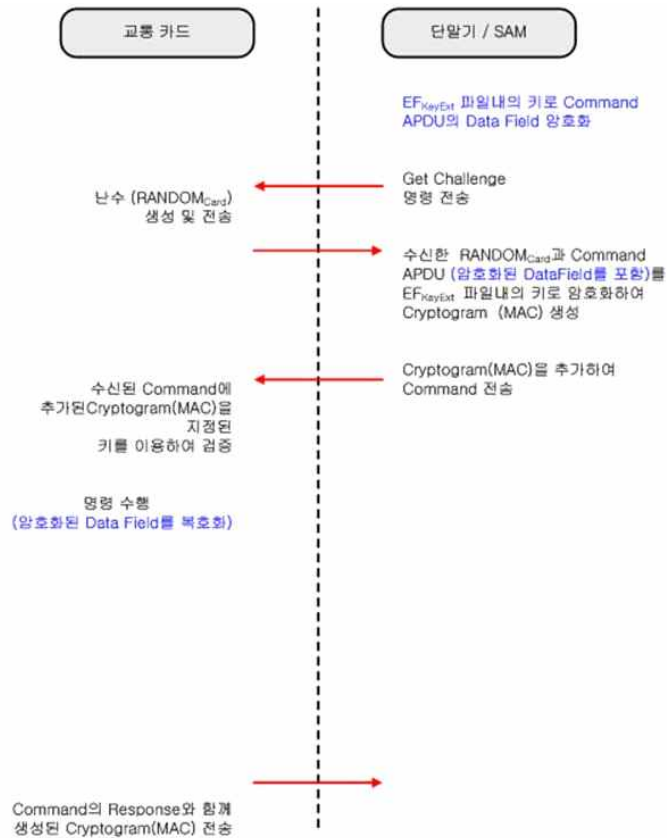 교통 카드
단말기 / SAM
EFKeyExt 파일내의 키로 Command
APDU의 Data Field 암호화
Get Challenge
명령 전송
난수 (RANDOMCard)
생성 및 전송
수신한 RANDOMCard과 Command
APDU (암호화된 DataField를 포함)를
EFKeyExt 파일내의 키로 암호화하여
Cryptogram (MAC) 생성
Cryptogram(MAC)을 추가하여
Command 전송
수신된 Command에
추가된Cryptogram(MAC)을
지정된
키를 이용하여 검증
명령 수행
(암호화된 Data Field를 복호화)
Command의 Response와 함께
생성된 Cryptogram(MAC) 전송